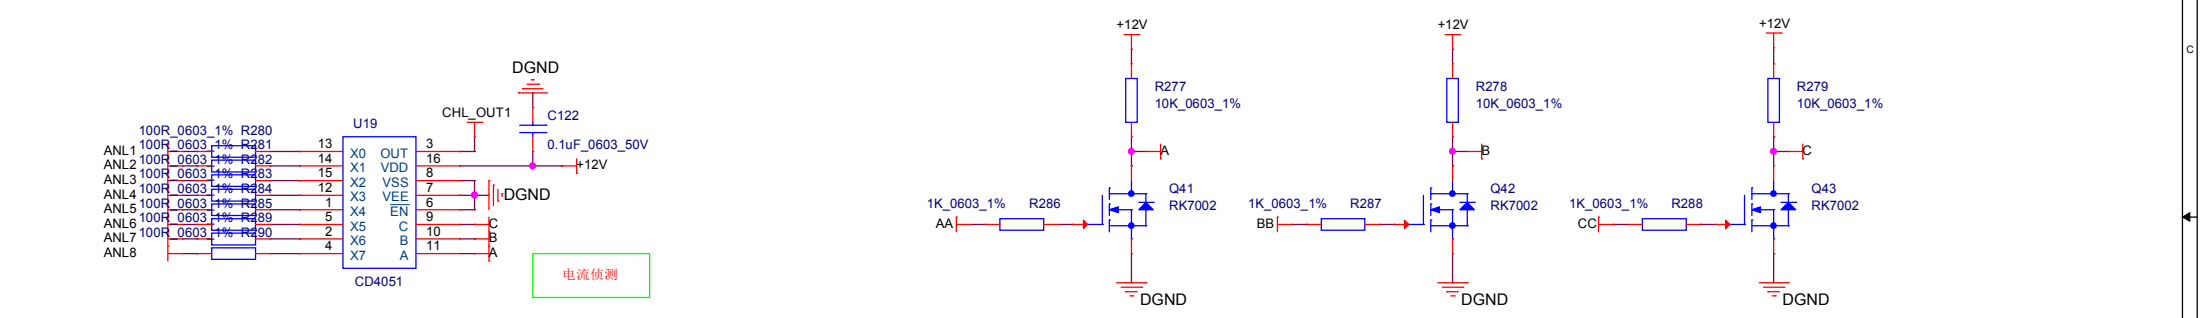 DGND
CHL_OUT1
C122
0.1uF_0603_50V
+12V
U19
100R_0603_1% R280
100R_0603_1% R281
100R_0603_1% R282
100R_0603_1% R283
100R_0603_1% R284
100R_0603_1% R285
100R_0603_1% R289
100R_0603_1% R290
ANL1
ANL2
ANL3
ANL4
ANL5
ANL6
ANL7
ANL8
13 X0 OUT 3
14 X1 VDD 16
15 X2 VSS 8
12 X3 VEE 7
1 X4 EN 6
5 X5 C 9 C
2 X6 B 10 B
4 X7 A 11 A
DGND
CD4051
电流侦测
+12V
R277
10K_0603_1%
A
Q41
RK7002
1K_0603_1% R286
AA
DGND
+12V
R278
10K_0603_1%
B
Q42
RK7002
1K_0603_1% R287
BB
DGND
+12V
R279
10K_0603_1%
C
Q43
RK7002
1K_0603_1% R288
CC
DGND
C